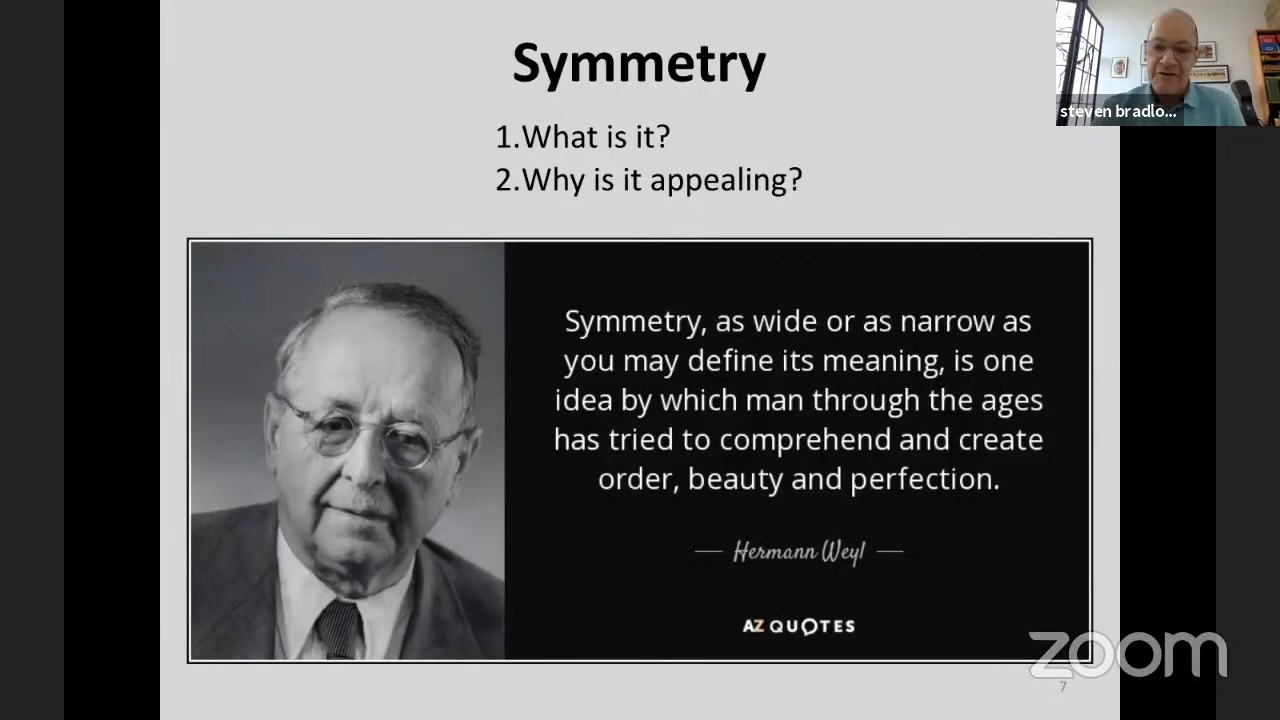 Symmetry
1.What is it?
2.Why is it appealing?
steven bradlo...
Symmetry, as wide or as narrow as
you may define its meaning, is one
idea by which man through the ages
has tried to comprehend and create
order, beauty and perfection.
Hermann Weyl
AZ QUOTES
zoom
7